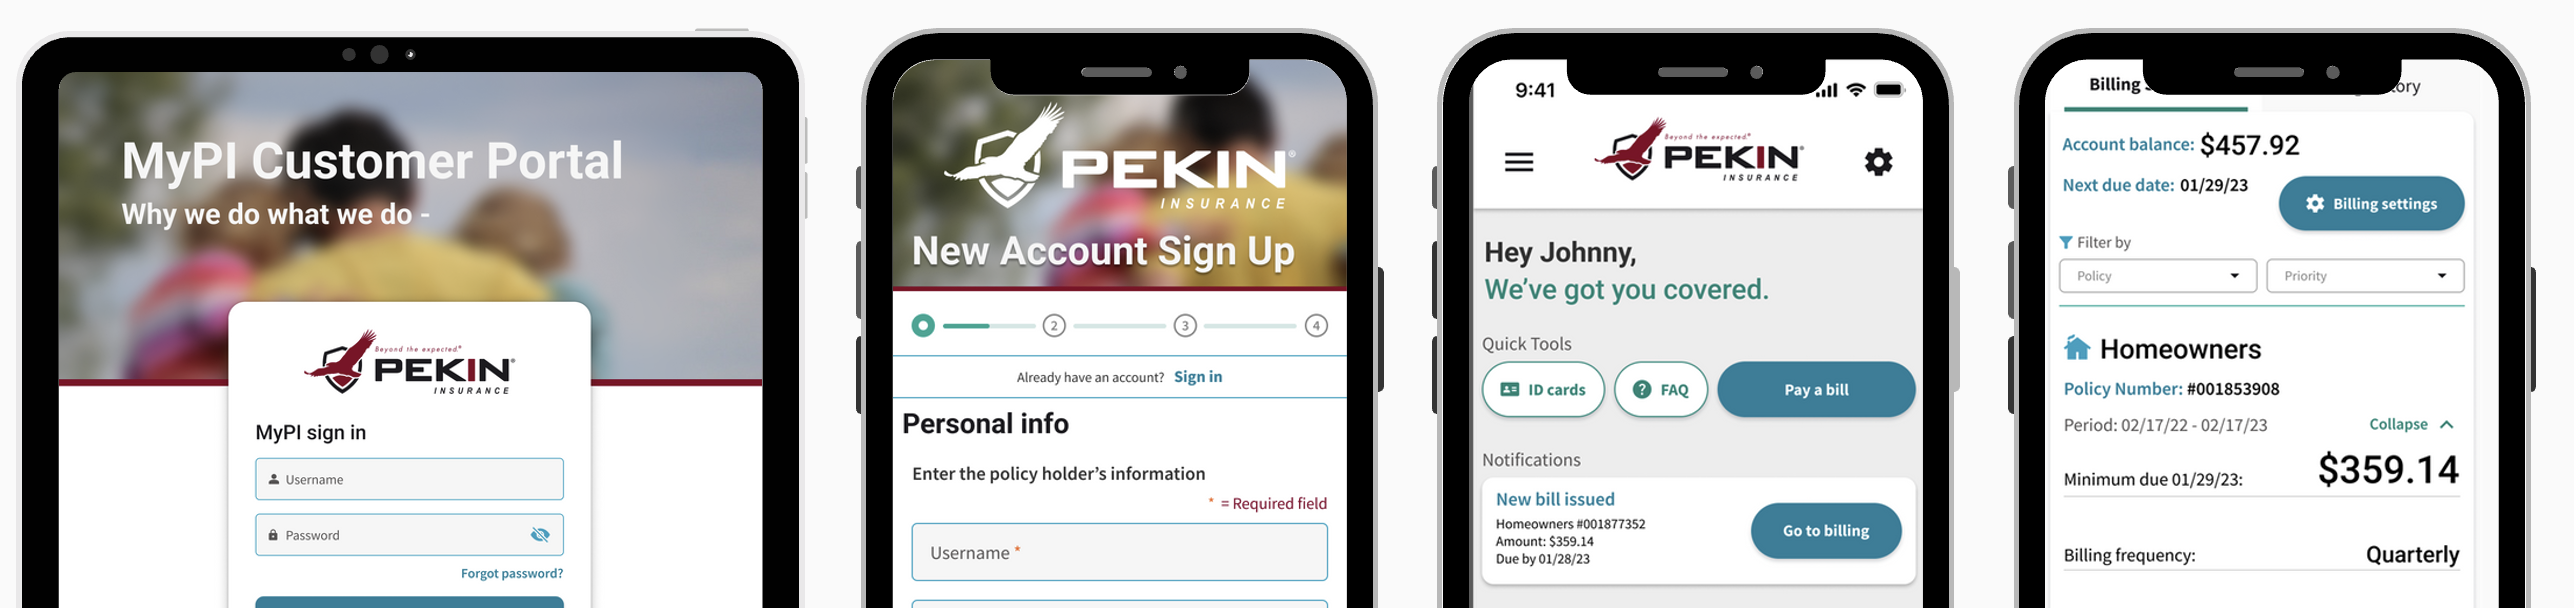 MyPI Customer Portal
Why we do what we do -
Beyond the expected.®
PEKIN®
INSURANCE
MyPI sign in
Username
Password
Forgot password?
PEKIN®
INSURANCE
New Account Sign Up
2
3
4
Already have an account? Sign in
Personal info
Enter the policy holder's information
* = Required field
Username *
9:41
Beyond the expected.®
PEKIN®
INSURANCE
Hey Johnny,
We've got you covered.
Quick Tools
ID cards
? FAQ
Pay a bill
Notifications
New bill issued
Homeowners #001877352
Amount: $359.14
Due by 01/28/23
Go to billing
Billing
Account balance: $457.92
Next due date: 01/29/23
Billing settings
Filter by
Policy
Priority
Homeowners
Policy Number: #001853908
Period: 02/17/22 - 02/17/23
Collapse
Minimum due 01/29/23: $359.14
Billing frequency: Quarterly